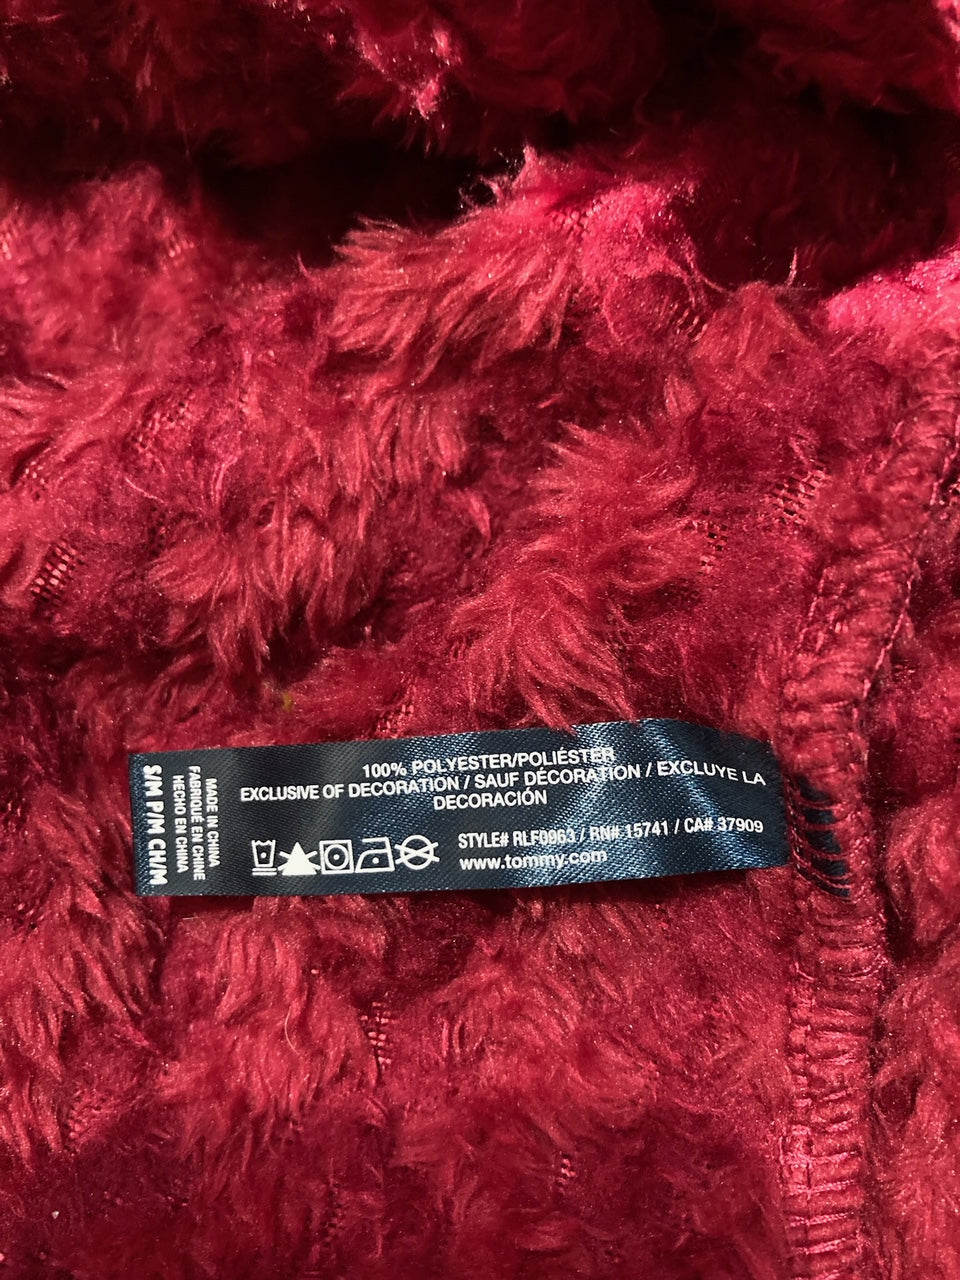 100% POLYESTER/POLIÉSTER
EXCLUSIVE OF DECORATION / SAUF DÉCORATION / EXCLUYE LA
DECORACIÓN
STYLE# RLF0963 / RN# 15741 / CA# 37909
www.tommy.com
MADE IN CHINA
FABRIQUÉ EN CHINE
HECHO EN CHINA
S/M P/M CH/M